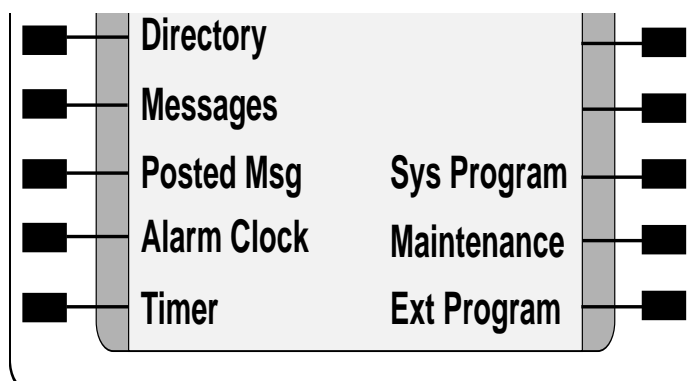 Directory
Messages
Posted Msg Sys Program
Alarm Clock Maintenance
Timer Ext Program